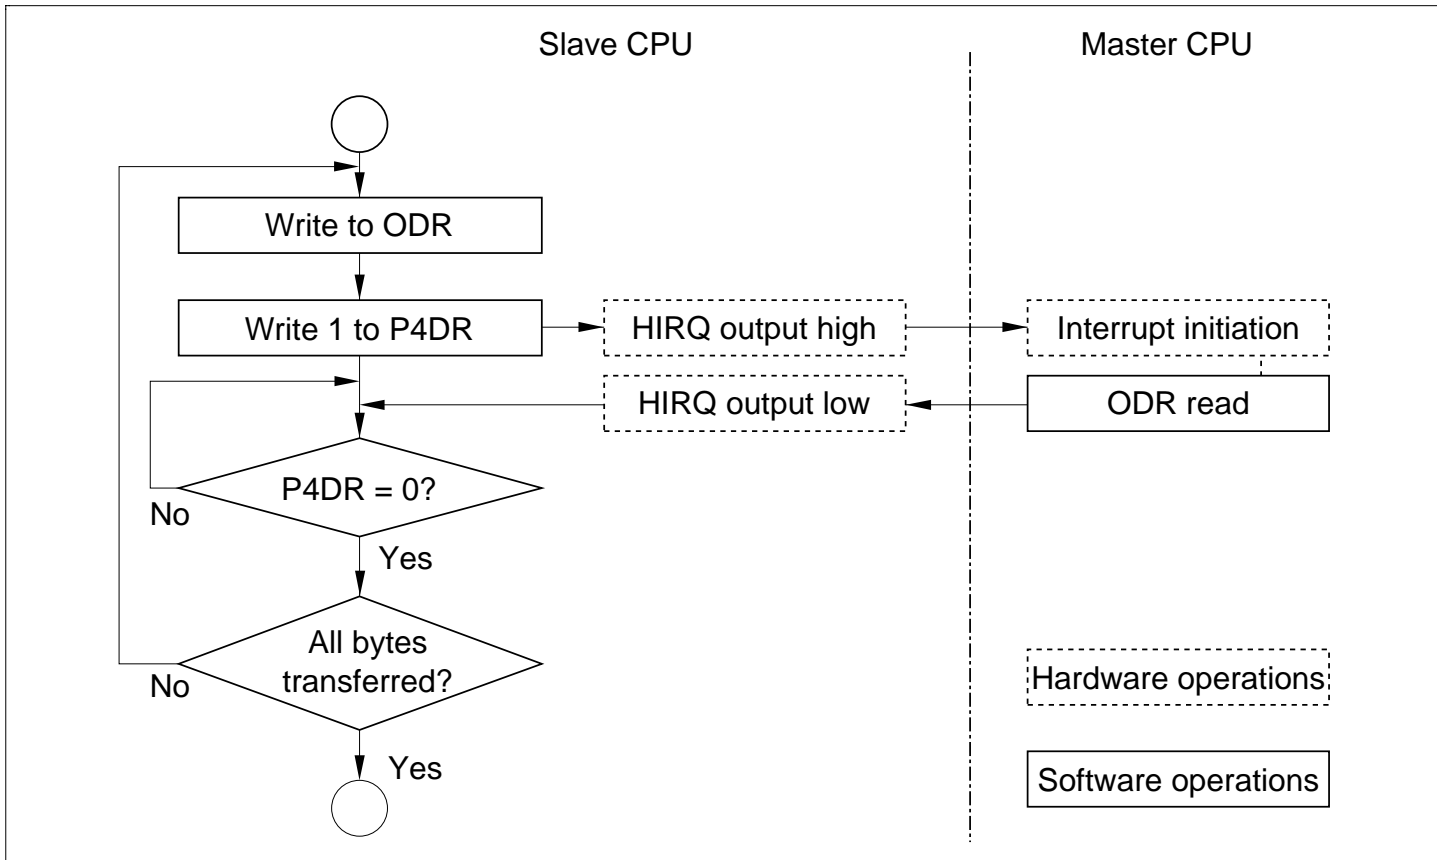 Slave CPU
Master CPU
Write to ODR
Write 1 to P4DR
HIRQ output high
Interrupt initiation
HIRQ output low
ODR read
P4DR = 0?
No
Yes
All bytes
transferred?
No
Yes
Hardware operations
Software operations